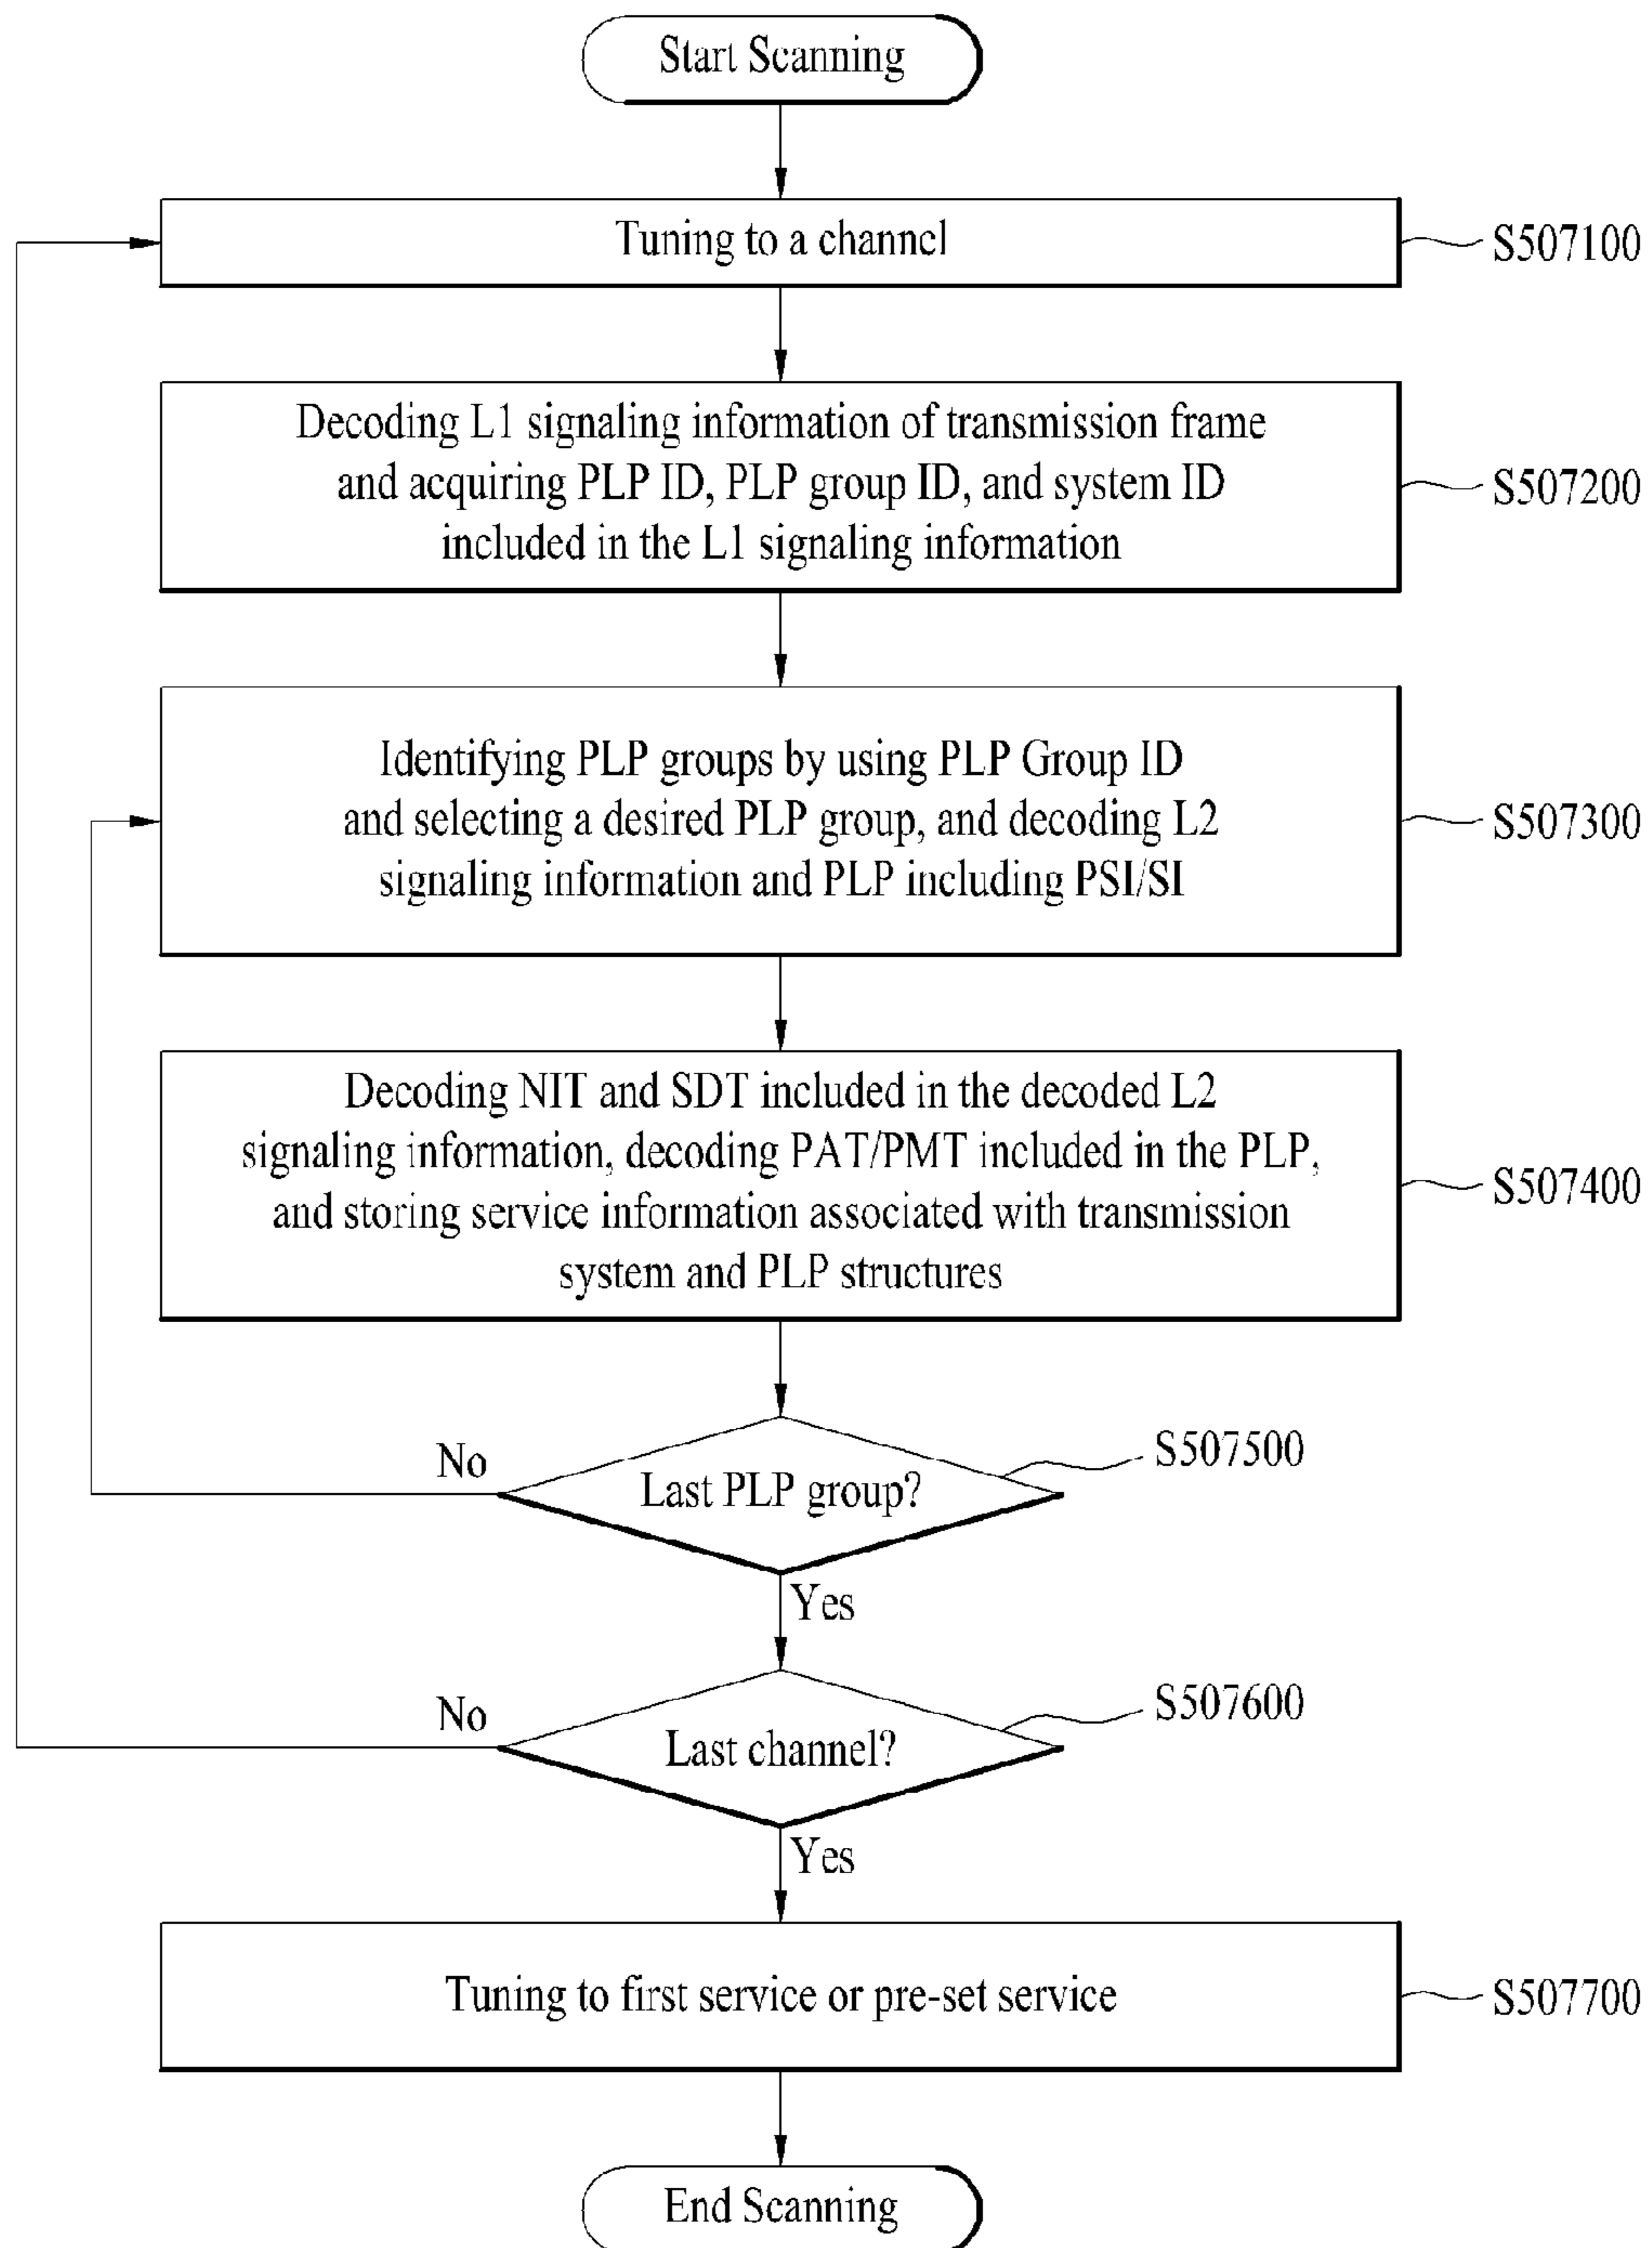 Start Scanning
Tuning to a channel
S507100
Decoding L1 signaling information of transmission frame
and acquiring PLP ID, PLP group ID, and system ID
included in the L1 signaling information
S507200
Identifying PLP groups by using PLP Group ID
and selecting a desired PLP group, and decoding L2
signaling information and PLP including PSI/SI
S507300
Decoding NIT and SDT included in the decoded L2
signaling information, decoding PAT/PMT included in the PLP,
and storing service information associated with transmission
system and PLP structures
S507400
No
Last PLP group?
S507500
Yes
No
Last channel?
S507600
Yes
Tuning to first service or pre-set service
S507700
End Scanning